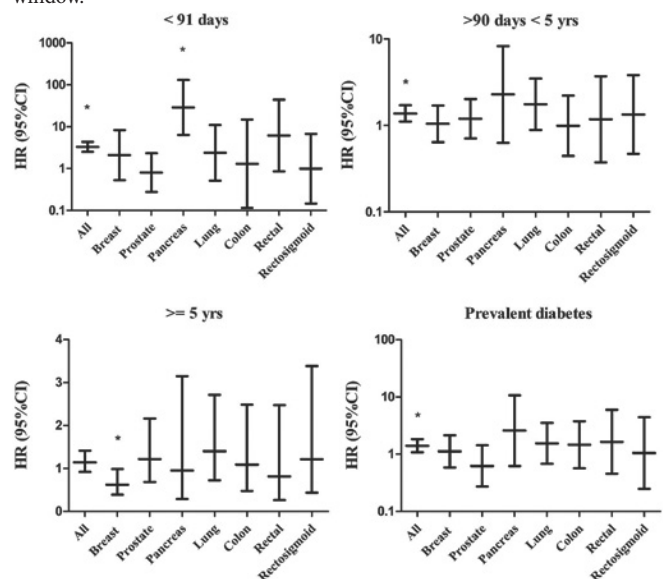 window.
< 91 days
HR (95%CI)
1000
100
10
1
0.1
*
*
All
Breast
Prostate
Pancreas
Lung
Colon
Rectal
Rectosigmoid
>90 days < 5 yrs
HR (95%CI)
10
1
0.1
*
All
Breast
Prostate
Pancreas
Lung
Colon
Rectal
Rectosigmoid
>= 5 yrs
HR (95%CI)
4
3
2
1
0
*
All
Breast
Prostate
Pancreas
Lung
Colon
Rectal
Rectosigmoid
Prevalent diabetes
HR (95%CI)
100
10
1
0.1
*
All
Breast
Prostate
Pancreas
Lung
Colon
Rectal
Rectosigmoid